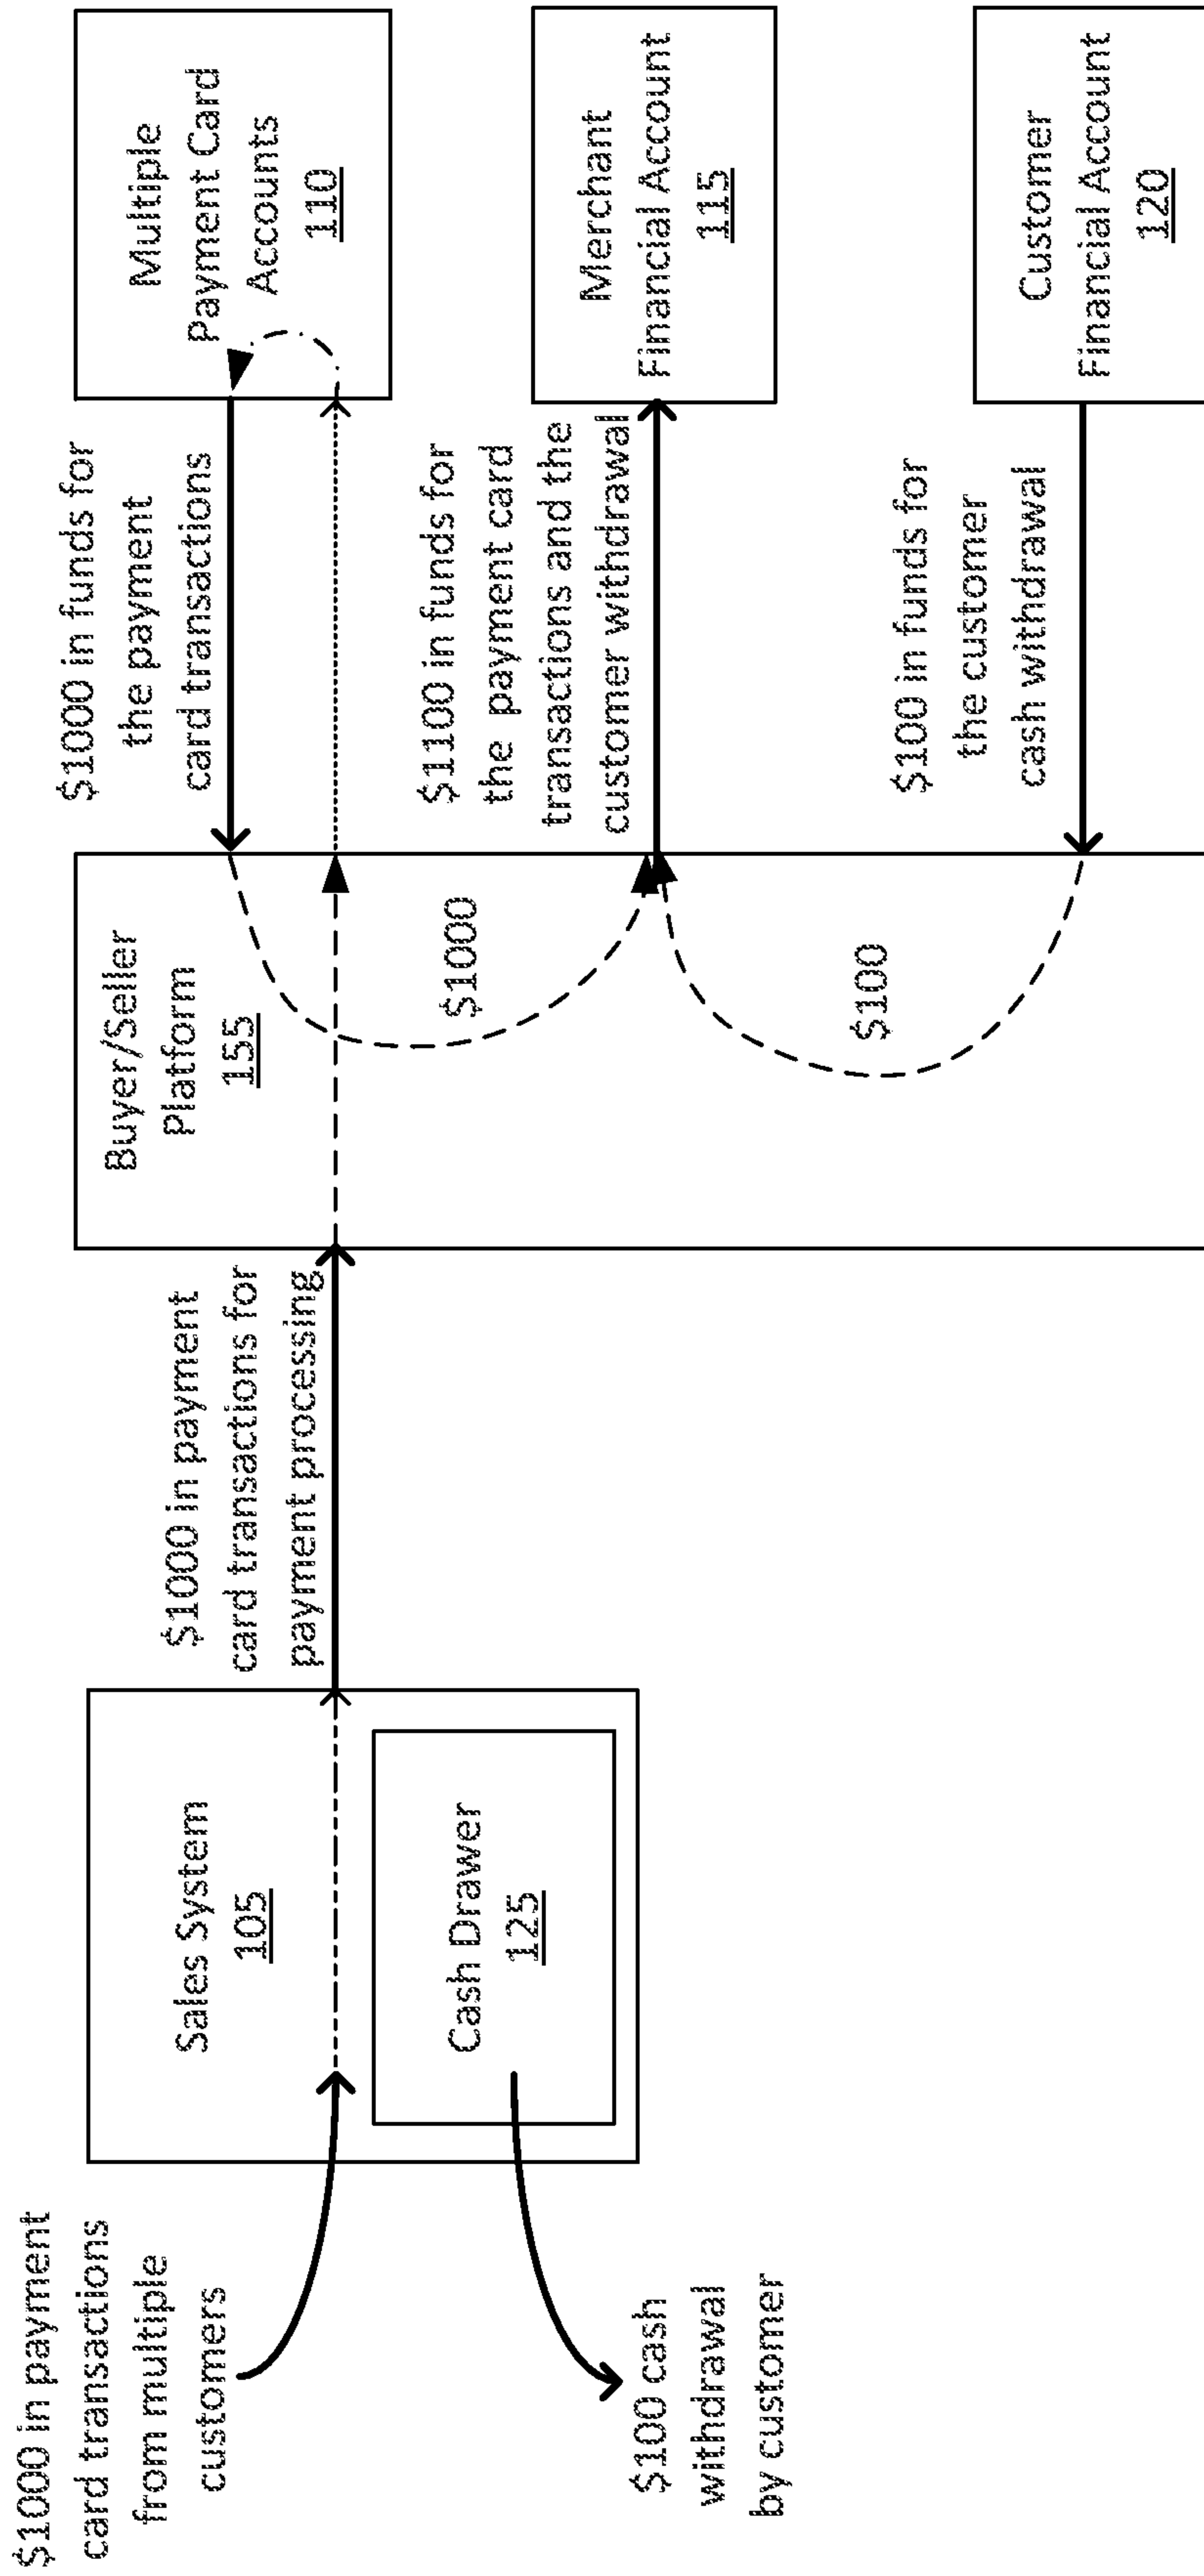 $1000 in payment
card transactions
from multiple
customers
$100 cash
withdrawal
by customer
Sales System
105
Cash Drawer
125
$1000 in payment
card transactions for
payment processing
Buyer/Seller
Platform
155
$1000
$100
$1000 in funds for
the payment
card transactions
$1100 in funds for
the payment card
transactions and the
customer withdrawal
$100 in funds for
the customer
cash withdrawal
Multiple
Payment Card
Accounts
110
Merchant
Financial Account
115
Customer
Financial Account
120